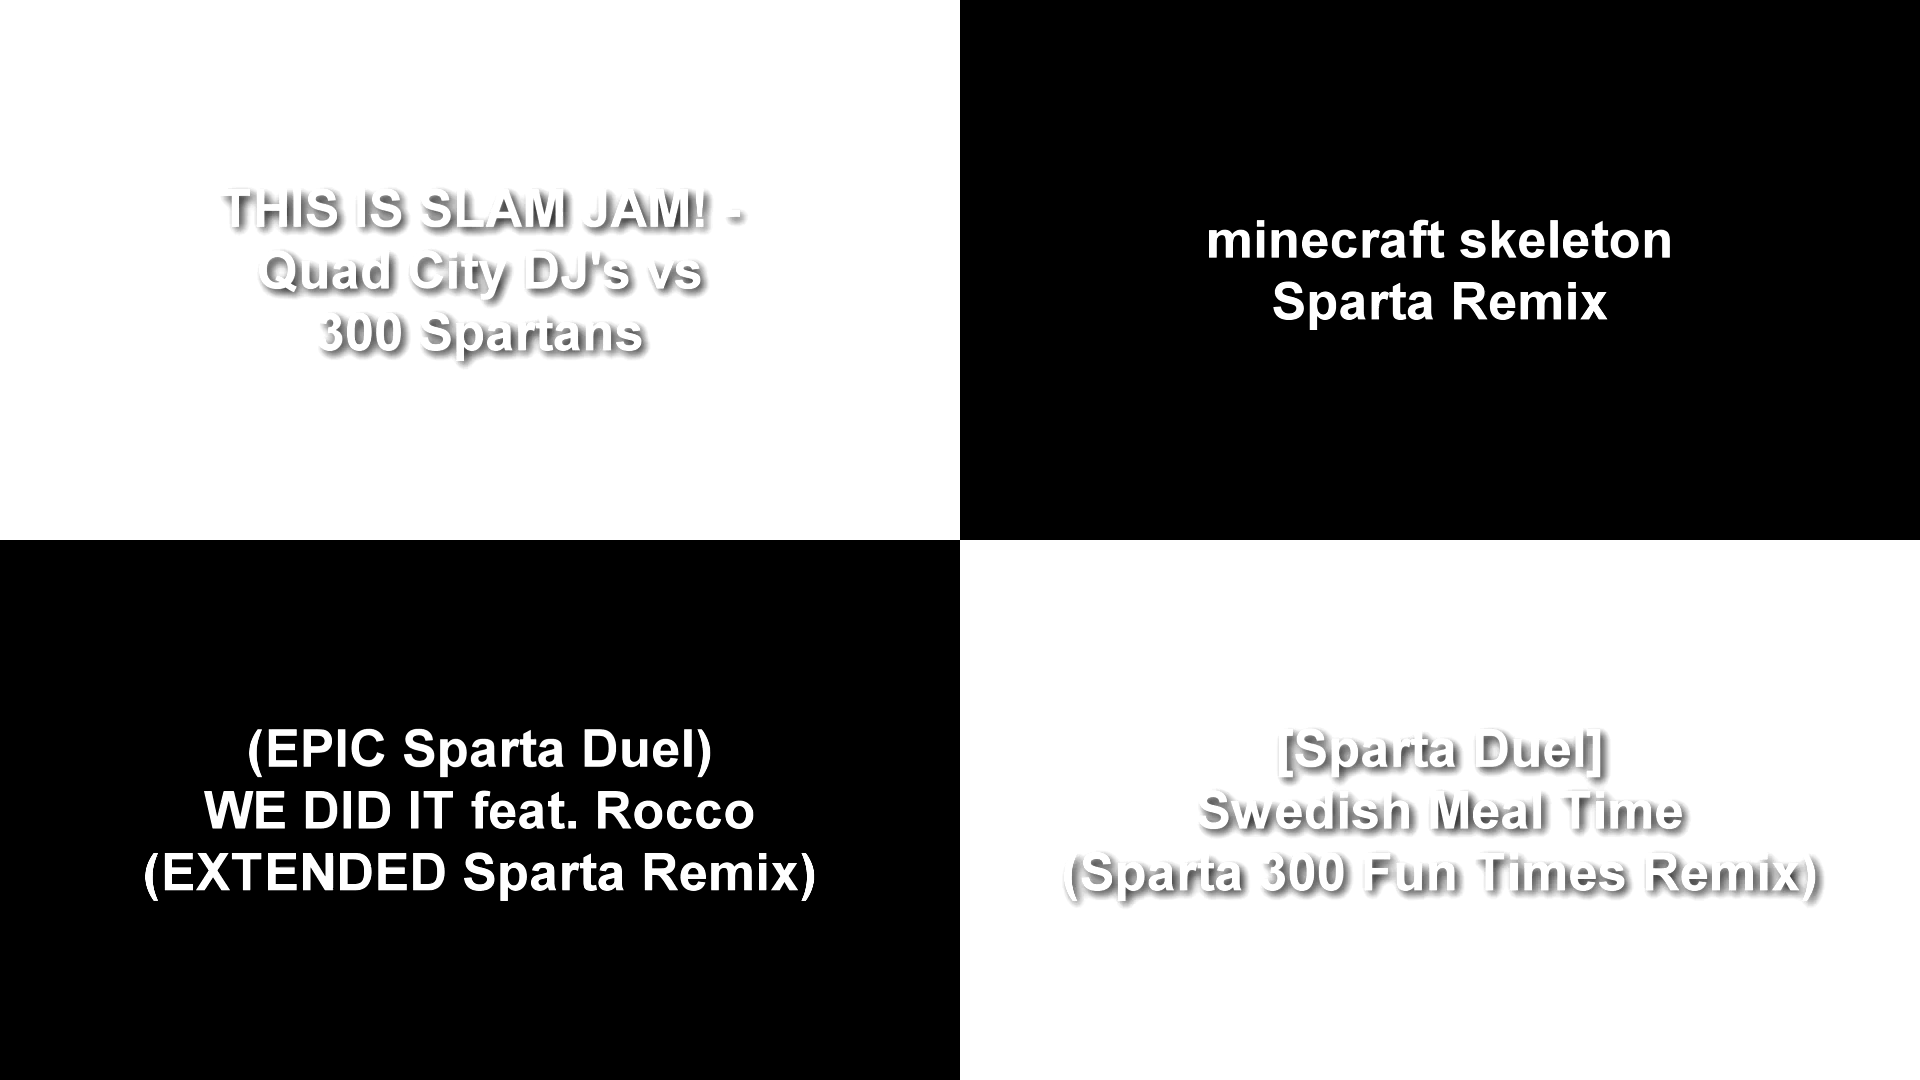 THIS IS SLAM JAM! -
Quad City DJ's vs
300 Spartans
minecraft skeleton
Sparta Remix
(EPIC Sparta Duel)
WE DID IT feat. Rocco
(EXTENDED Sparta Remix)
[Sparta Duel]
Swedish Meal Time
(Sparta 300 Fun Times Remix)